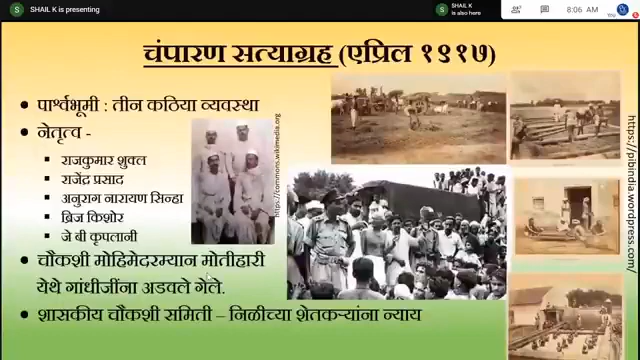 S SHAIL K is presenting
S SHAIL K is also here
8:06 AM
You
चंपारण सत्याग्रह (एप्रिल १९१७)
पार्श्वभूमी : तीन कठिया व्यवस्था
नेतृत्व -
राजकुमार शुक्ल
राजेंद्र प्रसाद
अनुराग नारायण सिन्हा
ब्रिज किशोर
जे बी कृपलानी
चौकशी मोहिमेदरम्यान मोतीहारी
येथे गांधीजींना अडवले गेले.
शासकीय चौकशी समिती – निळीच्या शेतकऱ्यांना न्याय
https://commons.wikimedia.org
https://pibindia.wordpress.com